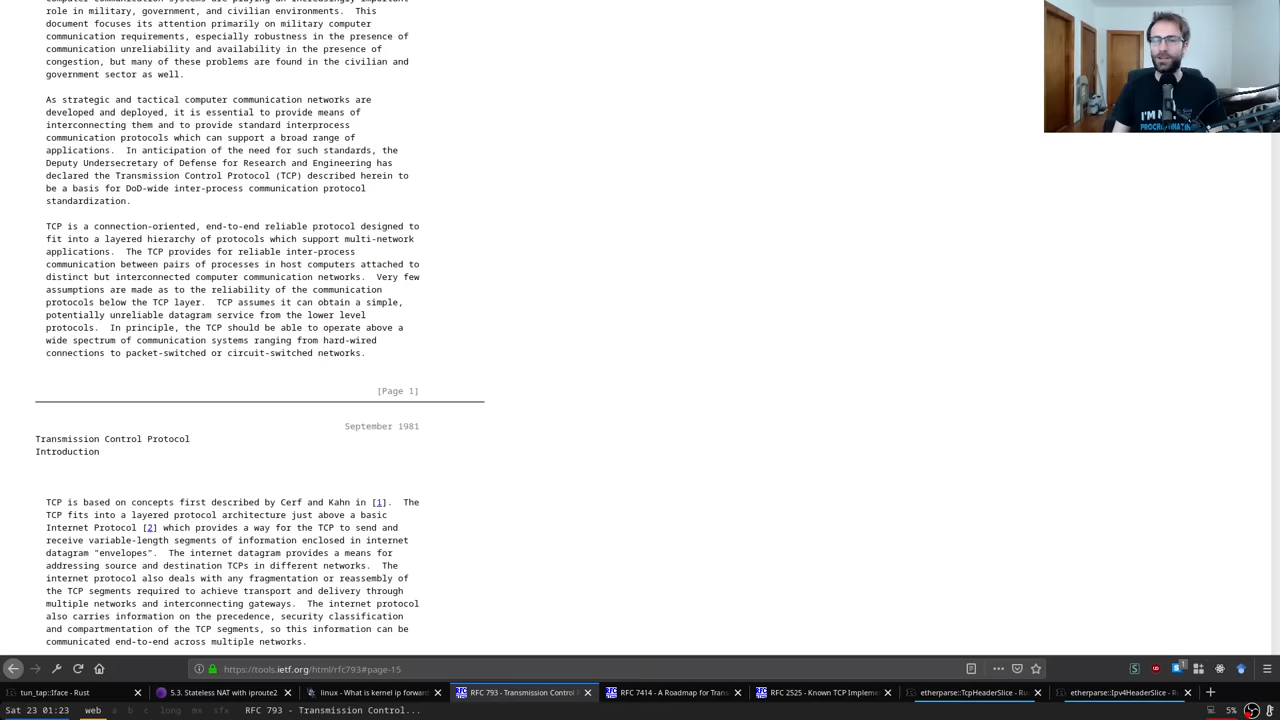 computer communication systems are playing an increasingly important
role in military, government, and civilian environments.  This
document focuses its attention primarily on military computer
communication requirements, especially robustness in the presence of
communication unreliability and availability in the presence of
congestion, but many of these problems are found in the civilian and
government sector as well.
As strategic and tactical computer communication networks are
developed and deployed, it is essential to provide means of
interconnecting them and to provide standard interprocess
communication protocols which can support a broad range of
applications.  In anticipation of the need for such standards, the
Deputy Undersecretary of Defense for Research and Engineering has
declared the Transmission Control Protocol (TCP) described herein to
be a basis for DoD-wide inter-process communication protocol
standardization.
TCP is a connection-oriented, end-to-end reliable protocol designed to
fit into a layered hierarchy of protocols which support multi-network
applications.  The TCP provides for reliable inter-process
communication between pairs of processes in host computers attached to
distinct but interconnected computer communication networks.  Very few
assumptions are made as to the reliability of the communication
protocols below the TCP layer.  TCP assumes it can obtain a simple,
potentially unreliable datagram service from the lower level
protocols.  In principle, the TCP should be able to operate above a
wide spectrum of communication systems ranging from hard-wired
connections to packet-switched or circuit-switched networks.
[Page 1]
September 1981
Transmission Control Protocol
Introduction
TCP is based on concepts first described by Cerf and Kahn in [1].  The
TCP fits into a layered protocol architecture just above a basic
Internet Protocol [2] which provides a way for the TCP to send and
receive variable-length segments of information enclosed in internet
datagram "envelopes".  The internet datagram provides a means for
addressing source and destination TCPs in different networks.  The
internet protocol also deals with any fragmentation or reassembly of
the TCP segments required to achieve transport and delivery through
multiple networks and interconnecting gateways.  The internet protocol
also carries information on the precedence, security classification
and compartmentation of the TCP segments, so this information can be
communicated end-to-end across multiple networks.
I'M
https://tools.ietf.org/html/rfc793#page-15
tun_tap::Iface - Rust
5.3. Stateless NAT with iproute2
linux - What is kernel ip forward
RFC 793 - Transmission Control
RFC 7414 - A Roadmap for Trans
RFC 2525 - Known TCP Impleme
etherparse::TcpHeaderSlice - Ru
etherparse::Ipv4HeaderSlice - R
Sat 23 01:23 web a b c long mx sfx RFC 793 - Transmission Control... 5%